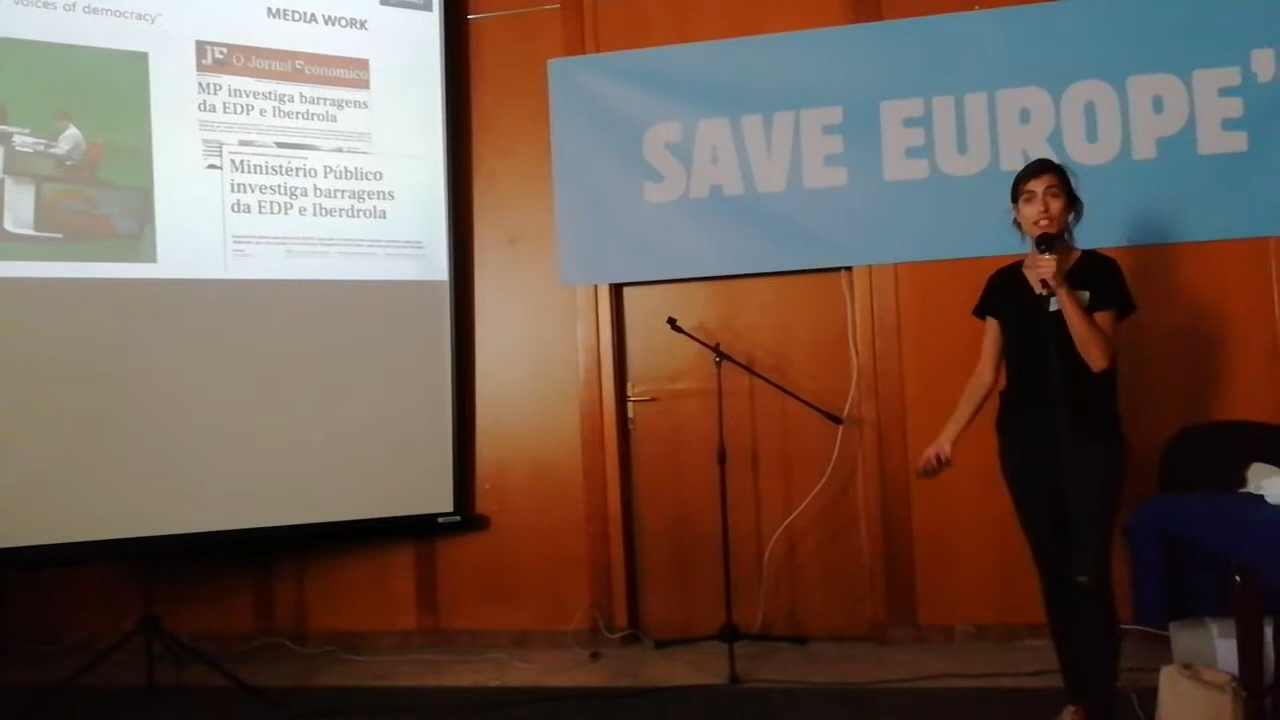 voices of democracy"
MEDIA WORK
JE O Jornal Económico
MP investiga barragens
da EDP e Iberdrola
Ministério Público
investiga barragens
da EDP e Iberdrola
SAVE EUROPE'